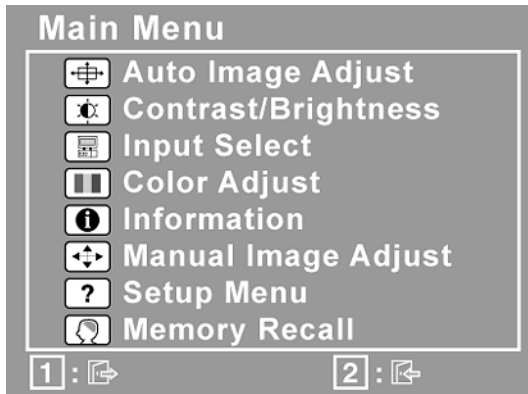 Main Menu
Auto Image Adjust
Contrast/Brightness
Input Select
Color Adjust
i Information
Manual Image Adjust
? Setup Menu
Memory Recall
1 : 2 :